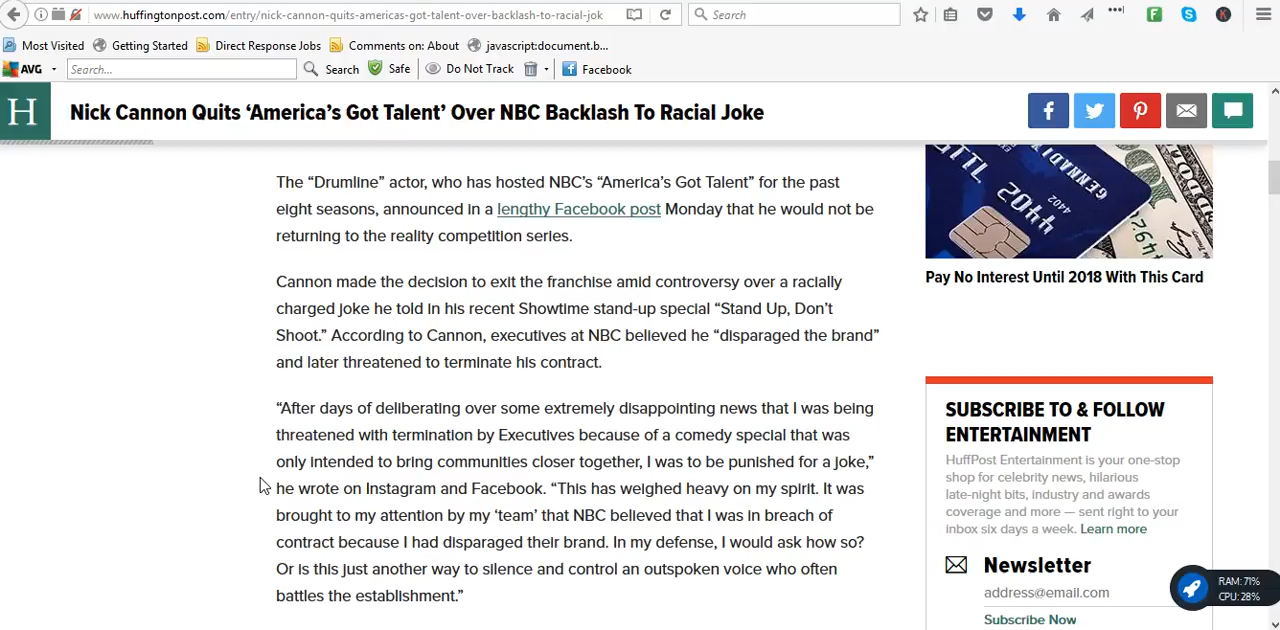 www.huffingtonpost.com/entry/nick-cannon-quits-americas-got-talent-over-backlash-to-racial-jok
Search
Most Visited Getting Started Direct Response Jobs Comments on: About javascript:document.b...
AVG Search... Search Safe Do Not Track Facebook
H Nick Cannon Quits ‘America’s Got Talent’ Over NBC Backlash To Racial Joke
The “Drumline” actor, who has hosted NBC’s “America’s Got Talent” for the past
eight seasons, announced in a lengthy Facebook post Monday that he would not be
returning to the reality competition series.
Cannon made the decision to exit the franchise amid controversy over a racially
charged joke he told in his recent Showtime stand-up special “Stand Up, Don’t
Shoot.” According to Cannon, executives at NBC believed he “disparaged the brand”
and later threatened to terminate his contract.
“After days of deliberating over some extremely disappointing news that I was being
threatened with termination by Executives because of a comedy special that was
only intended to bring communities closer together, I was to be punished for a joke,”
he wrote on Instagram and Facebook. “This has weighed heavy on my spirit. It was
brought to my attention by my ‘team’ that NBC believed that I was in breach of
contract because I had disparaged their brand. In my defense, I would ask how so?
Or is this just another way to silence and control an outspoken voice who often
battles the establishment.”
4402
Pay No Interest Until 2018 With This Card
SUBSCRIBE TO & FOLLOW
ENTERTAINMENT
HuffPost Entertainment is your one-stop
shop for celebrity news, hilarious
late-night bits, industry and awards
coverage and more — sent right to your
inbox six days a week. Learn more
Newsletter
address@email.com
Subscribe Now
RAM: 71%
CPU: 28%